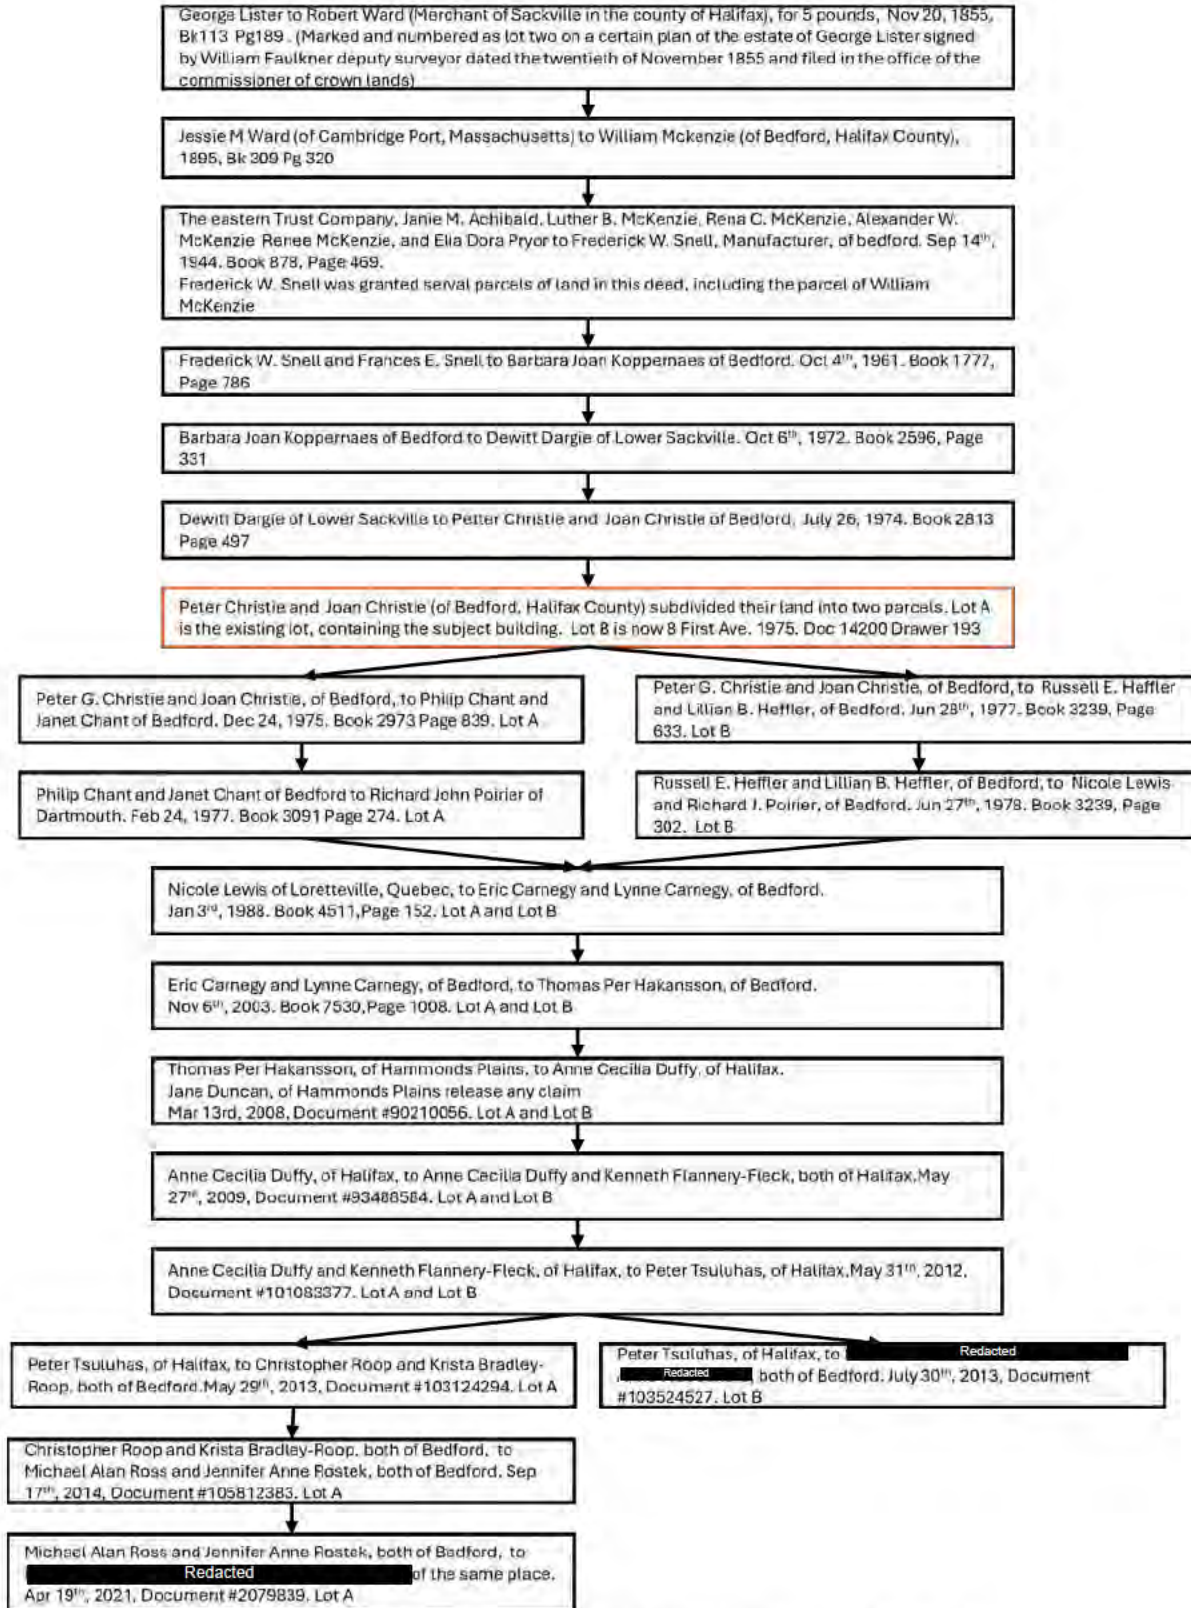 George Lister to Robert Ward (Merchant of Sackville in the county of Halifax), for 5 pounds, Nov 20, 1855,
Bk113 Pg189. (Marked and numbered as lot two on a certain plan of the estate of George Lister signed
by William Faulkner deputy surveyor dated the twentieth of November 1855 and filed in the office of the
commissioner of crown lands)
Jessie M Ward (of Cambridge Port, Massachusetts) to William Mckenzie (of Bedford, Halifax County),
1895, Bk 309 Pg 320
The eastern Trust Company, Janie M. Achibald, Luther B. McKenzie, Rena C. McKenzie, Alexander W.
McKenzie Renee McKenzie, and Ella Dora Pryor to Frederick W. Snell, Manufacturer, of bedford. Sep 14th,
1944. Book 878, Page 469.
Frederick W. Snell was granted serval parcels of land in this deed, including the parcel of William
McKenzie
Frederick W. Snell and Frances E. Snell to Barbara Joan Koppernaes of Bedford. Oct 4th, 1961. Book 1777,
Page 786
Barbara Joan Koppernaes of Bedford to Dewitt Dargie of Lower Sackville. Oct 6th, 1972. Book 2596, Page
331
Dewitt Dargie of Lower Sackville to Petter Christie and Joan Christie of Bedford, July 26, 1974. Book 2813
Page 497
Peter Christie and Joan Christie (of Bedford, Halifax County) subdivided their land into two parcels. Lot A
is the existing lot, containing the subject building. Lot B is now 8 First Ave. 1975. Doc 14200 Drawer 193
Peter G. Christie and Joan Christie, of Bedford, to Philip Chant and
Janet Chant of Bedford. Dec 24, 1975. Book 2973 Page 839. Lot A
Peter G. Christie and Joan Christie, of Bedford, to Russell E. Heffler
and Lillian B. Heffler, of Bedford. Jun 28th, 1977. Book 3239, Page
633. Lot B
Philip Chant and Janet Chant of Bedford to Richard John Poirier of
Dartmouth. Feb 24, 1977. Book 3091 Page 274. Lot A
Russell E. Heffler and Lillian B. Heffler, of Bedford, to Nicole Lewis
and Richard J. Poirier, of Bedford. Jun 27th, 1978. Book 3239, Page
302. Lot B
Nicole Lewis of Loretteville, Quebec, to Eric Carnegy and Lynne Carnegy, of Bedford.
Jan 3rd, 1988. Book 4511,Page 152. Lot A and Lot B
Eric Carnegy and Lynne Carnegy, of Bedford, to Thomas Per Hakansson, of Bedford.
Nov 6th, 2003. Book 7530,Page 1008. Lot A and Lot B
Thomas Per Hakansson, of Hammonds Plains, to Anne Cecilia Duffy, of Halifax.
Jane Duncan, of Hammonds Plains release any claim
Mar 13rd, 2008, Document #90210056. Lot A and Lot B
Anne Cecilia Duffy, of Halifax, to Anne Cecilia Duffy and Kenneth Flannery-Fleck, both of Halifax.May
27th, 2009, Document #93488584. Lot A and Lot B
Anne Cecilia Duffy and Kenneth Flannery-Fleck, of Halifax, to Peter Tsuluhas, of Halifax.May 31th, 2012,
Document #101083377. Lot A and Lot B
Peter Tsuluhas, of Halifax, to Christopher Roop and Krista Bradley-
Roop, both of Bedford.May 29th, 2013, Document #103124294. Lot A
Peter Tsuluhas, of Halifax, to Redacted
Redacted, both of Bedford. July 30th, 2013, Document
#103524527. Lot B
Christopher Roop and Krista Bradley-Roop, both of Bedford, to
Michael Alan Ross and Jennifer Anne Rostek, both of Bedford, Sep
17th, 2014, Document #105812383. Lot A
Michael Alan Ross and Jennifer Anne Rostek, both of Bedford, to
Redacted of the same place.
Apr 19th, 2021, Document #2079839. Lot A